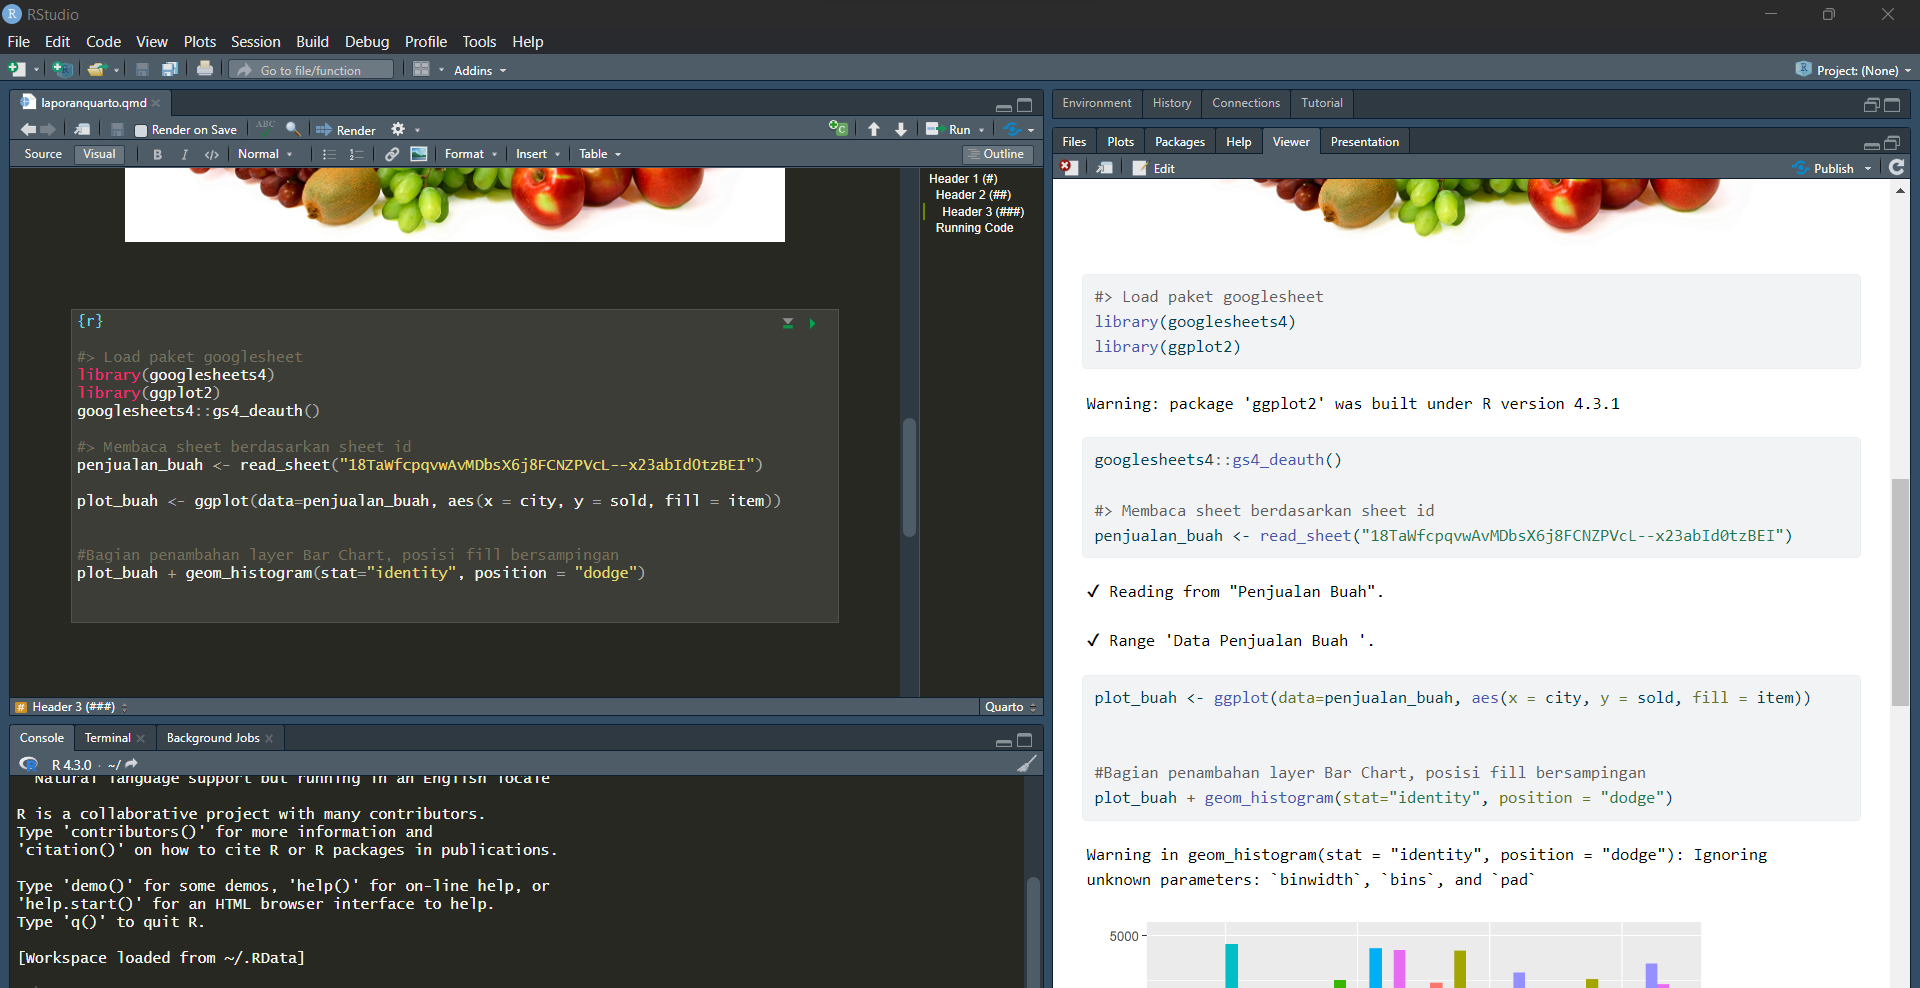 RStudio
File Edit Code View Plots Session Build Debug Profile Tools Help
Go to file/function Addins Project: (None)
laporanquarto.qmd
Render on Save ABC Render Run
Source Visual B I </> Normal Format Insert Table Outline
Header 1 (#)
Header 2 (##)
Header 3 (###)
Running Code
{r}
#> Load paket googlesheet
library(googlesheets4)
library(ggplot2)
googlesheets4::gs4_deauth()
#> Membaca sheet berdasarkan sheet id
penjualan_buah <- read_sheet("18TaWfcpqvwAvMDbsX6j8FCNZPVcL--x23abId0tzBEI")
plot_buah <- ggplot(data=penjualan_buah, aes(x = city, y = sold, fill = item))
#Bagian penambahan layer Bar Chart, posisi fill bersampingan
plot_buah + geom_histogram(stat="identity", position = "dodge")
# Header 3 (###) Quarto
Console Terminal Background Jobs
R 4.3.0 · ~/
Natural language support but running in an English locale
R is a collaborative project with many contributors.
Type 'contributors()' for more information and
'citation()' on how to cite R or R packages in publications.
Type 'demo()' for some demos, 'help()' for on-line help, or
'help.start()' for an HTML browser interface to help.
Type 'q()' to quit R.
[Workspace loaded from ~/.RData]
Environment History Connections Tutorial
Files Plots Packages Help Viewer Presentation
Edit Publish
#> Load paket googlesheet
library(googlesheets4)
library(ggplot2)
Warning: package 'ggplot2' was built under R version 4.3.1
googlesheets4::gs4_deauth()
#> Membaca sheet berdasarkan sheet id
penjualan_buah <- read_sheet("18TaWfcpqvwAvMDbsX6j8FCNZPVcL--x23abId0tzBEI")
✓ Reading from "Penjualan Buah".
✓ Range 'Data Penjualan Buah '.
plot_buah <- ggplot(data=penjualan_buah, aes(x = city, y = sold, fill = item))
#Bagian penambahan layer Bar Chart, posisi fill bersampingan
plot_buah + geom_histogram(stat="identity", position = "dodge")
Warning in geom_histogram(stat = "identity", position = "dodge"): Ignoring
unknown parameters: `binwidth`, `bins`, and `pad`
5000